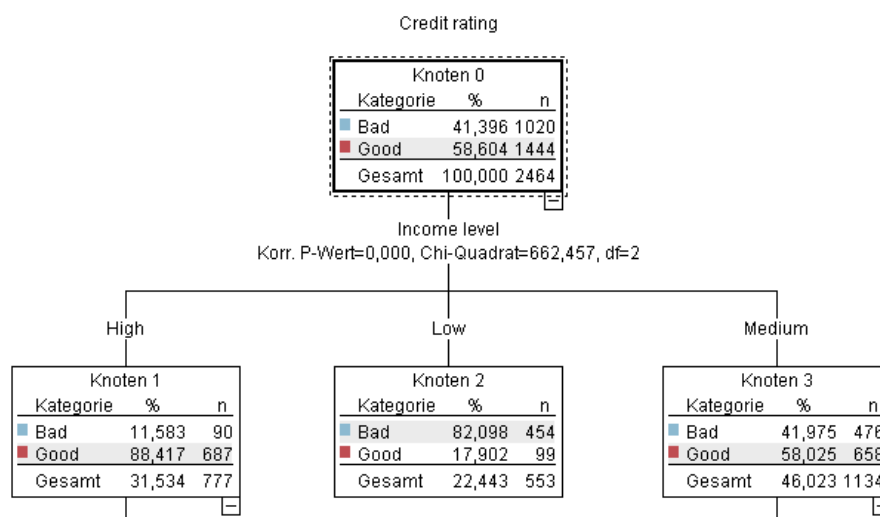 Credit rating
Knoten 0
Kategorie % n
Bad 41,396 1020
Good 58,604 1444
Gesamt 100,000 2464
Income level
Korr. P-Wert=0,000, Chi-Quadrat=662,457, df=2
High Low Medium
Knoten 1
Kategorie % n
Bad 11,583 90
Good 88,417 687
Gesamt 31,534 777
Knoten 2
Kategorie % n
Bad 82,098 454
Good 17,902 99
Gesamt 22,443 553
Knoten 3
Kategorie % n
Bad 41,975 476
Good 58,025 658
Gesamt 46,023 1134